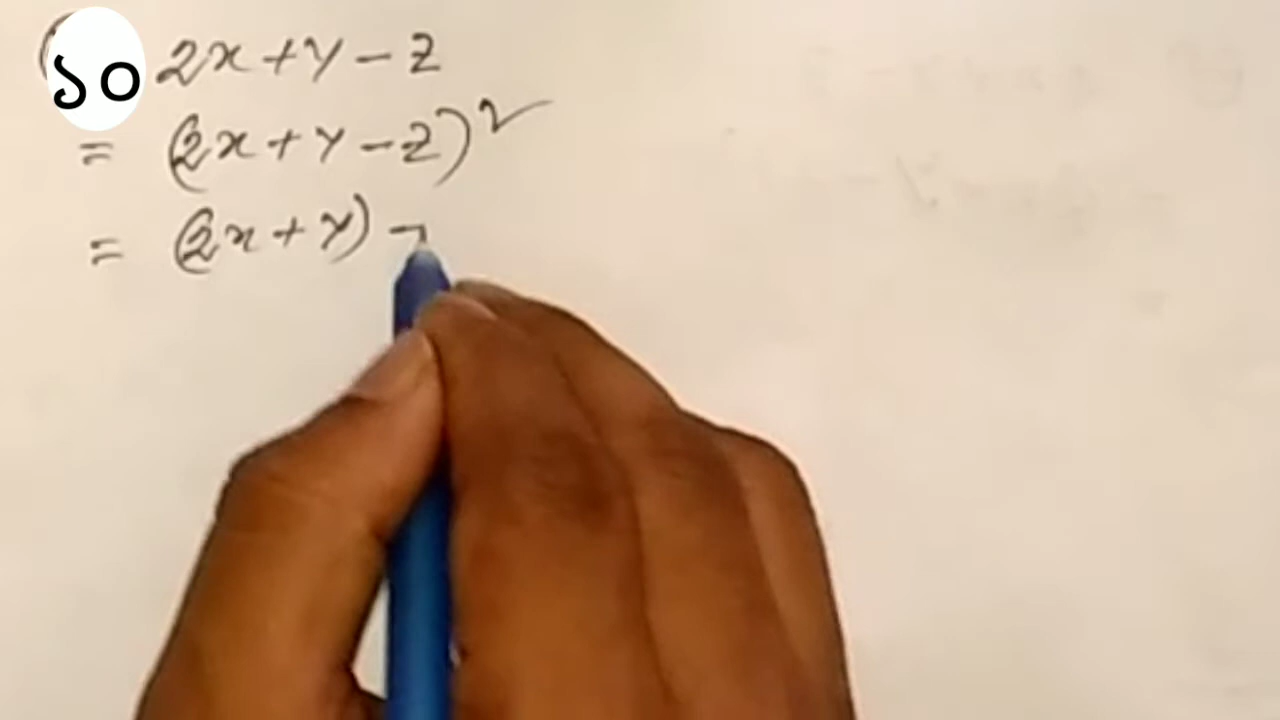 ১০ 2x + y - z
= (2x + y - z)²
= (2x + y) -